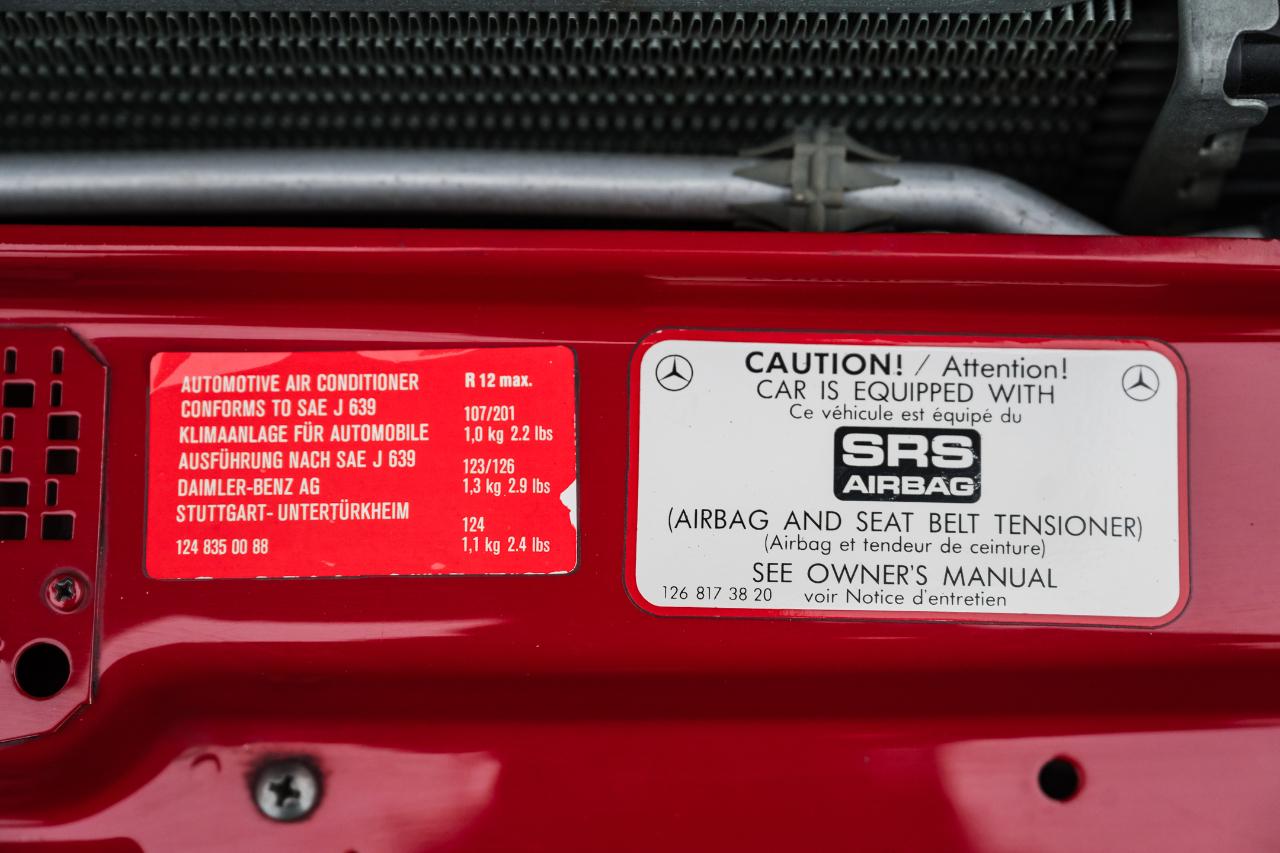 AUTOMOTIVE AIR CONDITIONER
CONFORMS TO SAE J 639
KLIMAANLAGE FÜR AUTOMOBILE
AUSFÜHRUNG NACH SAE J 639
DAIMLER-BENZ AG
STUTTGART- UNTERTÜRKHEIM
124 835 00 88
R 12 max.
107/201
1,0 kg 2.2 lbs
123/126
1,3 kg 2.9 lbs
124
1,1 kg 2.4 lbs
CAUTION! / Attention!
CAR IS EQUIPPED WITH
Ce véhicule est équipé du
SRS
AIRBAG
(AIRBAG AND SEAT BELT TENSIONER)
(Airbag et tendeur de ceinture)
SEE OWNER'S MANUAL
126 817 38 20 voir Notice d'entretien